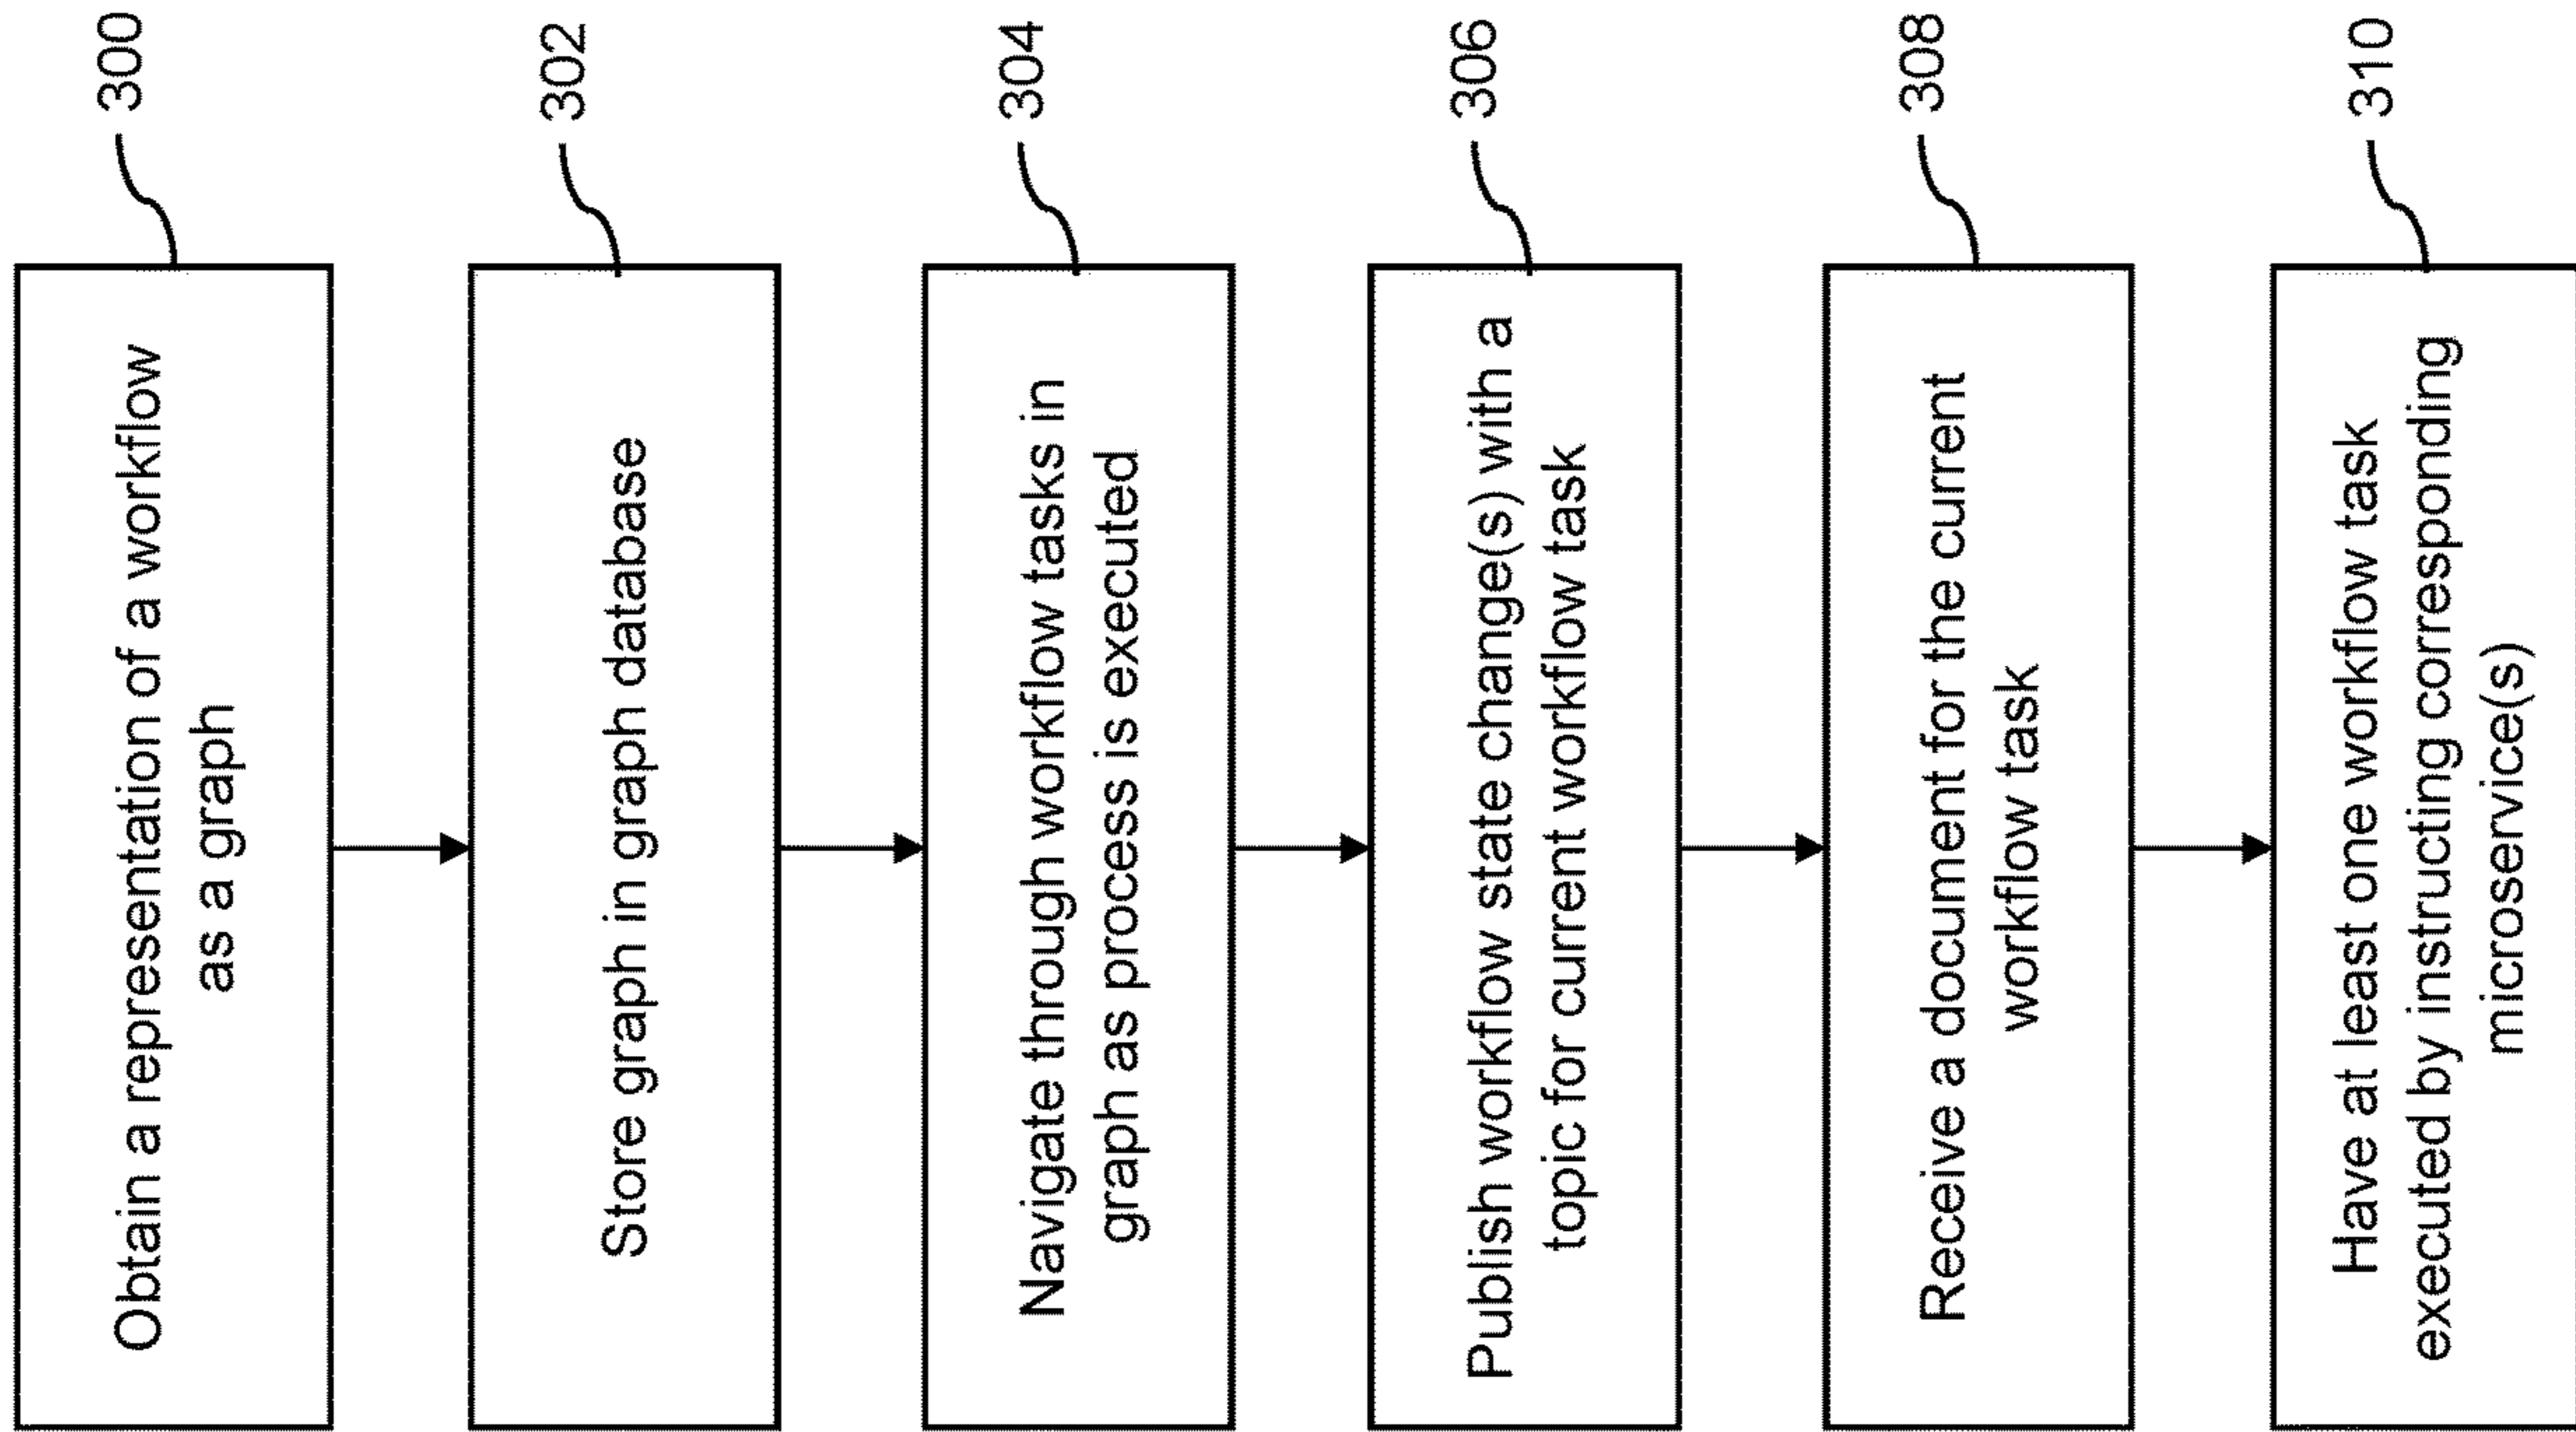 Obtain a representation of a workflow
as a graph
300
Store graph in graph database
302
Navigate through workflow tasks in
graph as process is executed
304
Publish workflow state change(s) with a
topic for current workflow task
306
Receive a document for the current
workflow task
308
Have at least one workflow task
executed by instructing corresponding
microservice(s)
310